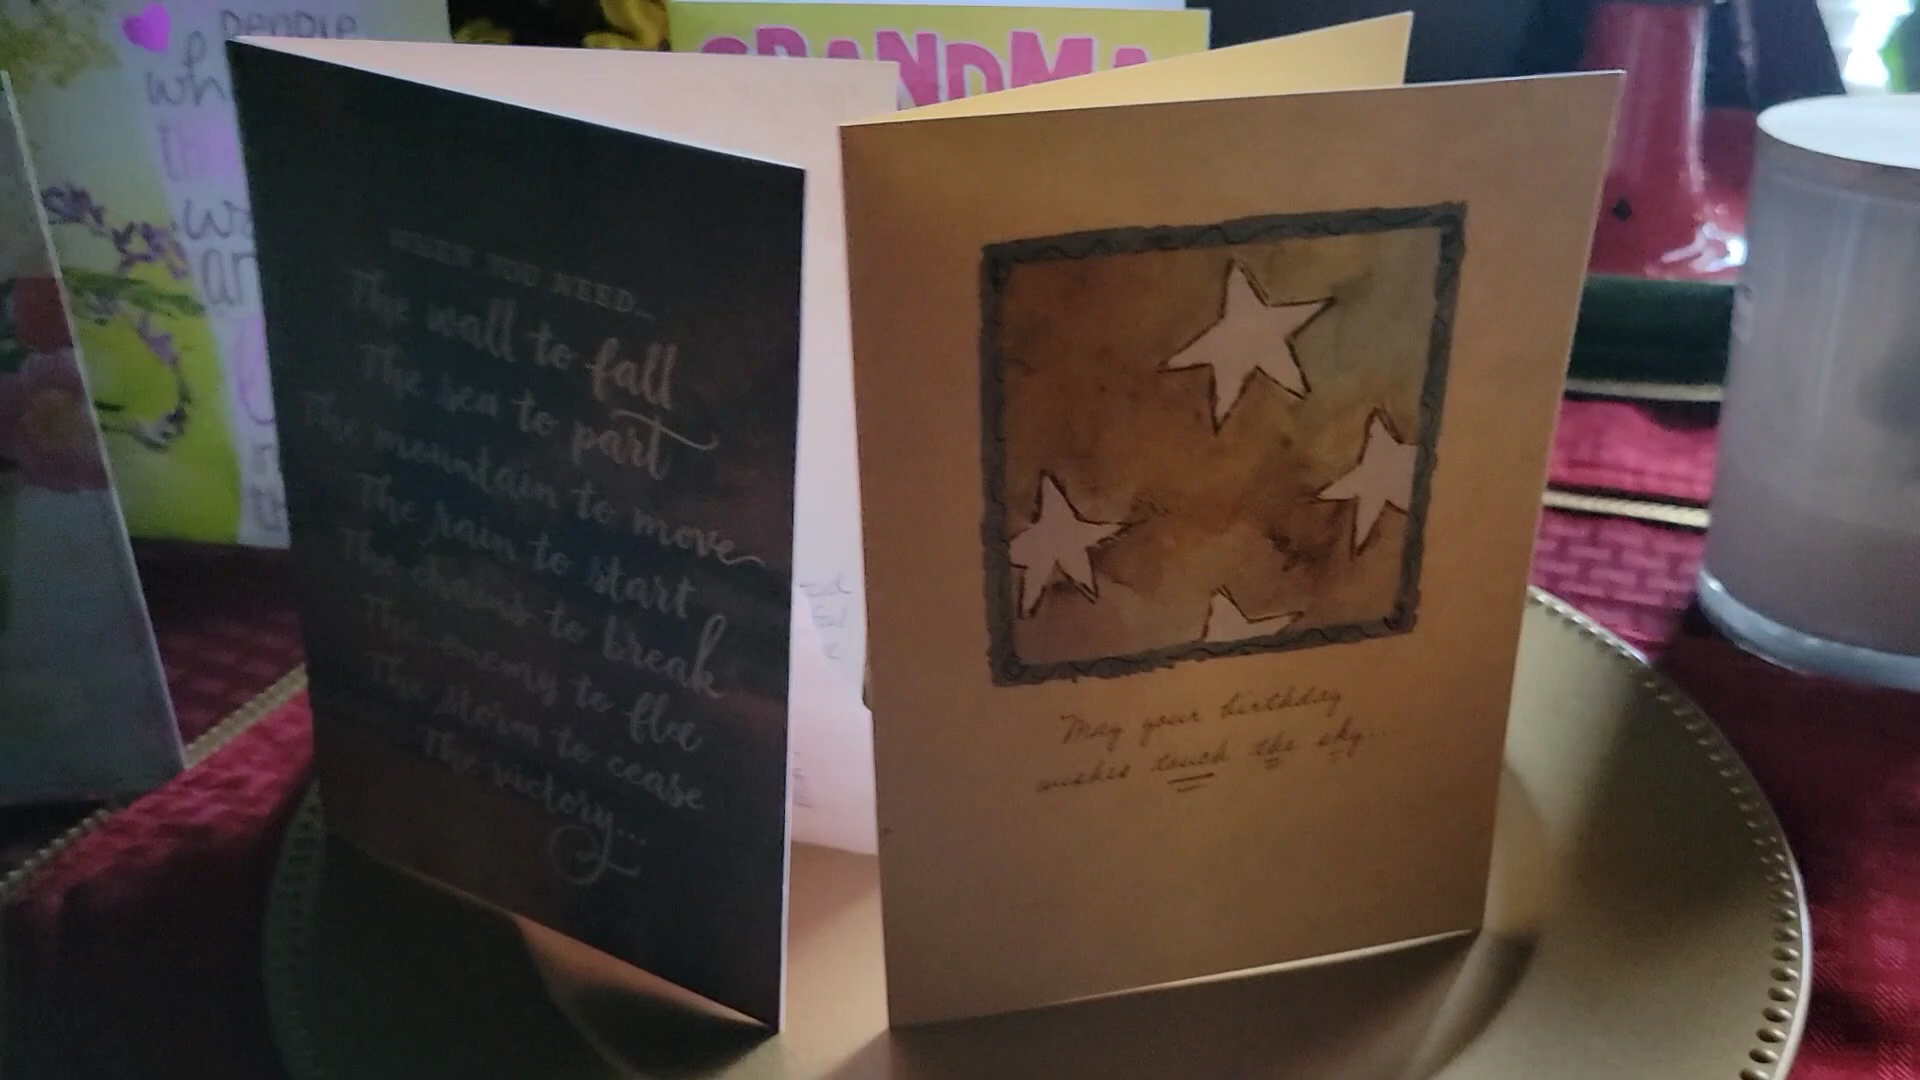 GRANDMA
people
WHEN YOU NEED...
The wall to fall
The sea to part
The mountain to move
The rain to start
The chains to break
The enemy to flee
The storm to cease
The victory...
May your birthday
wishes touch the sky...